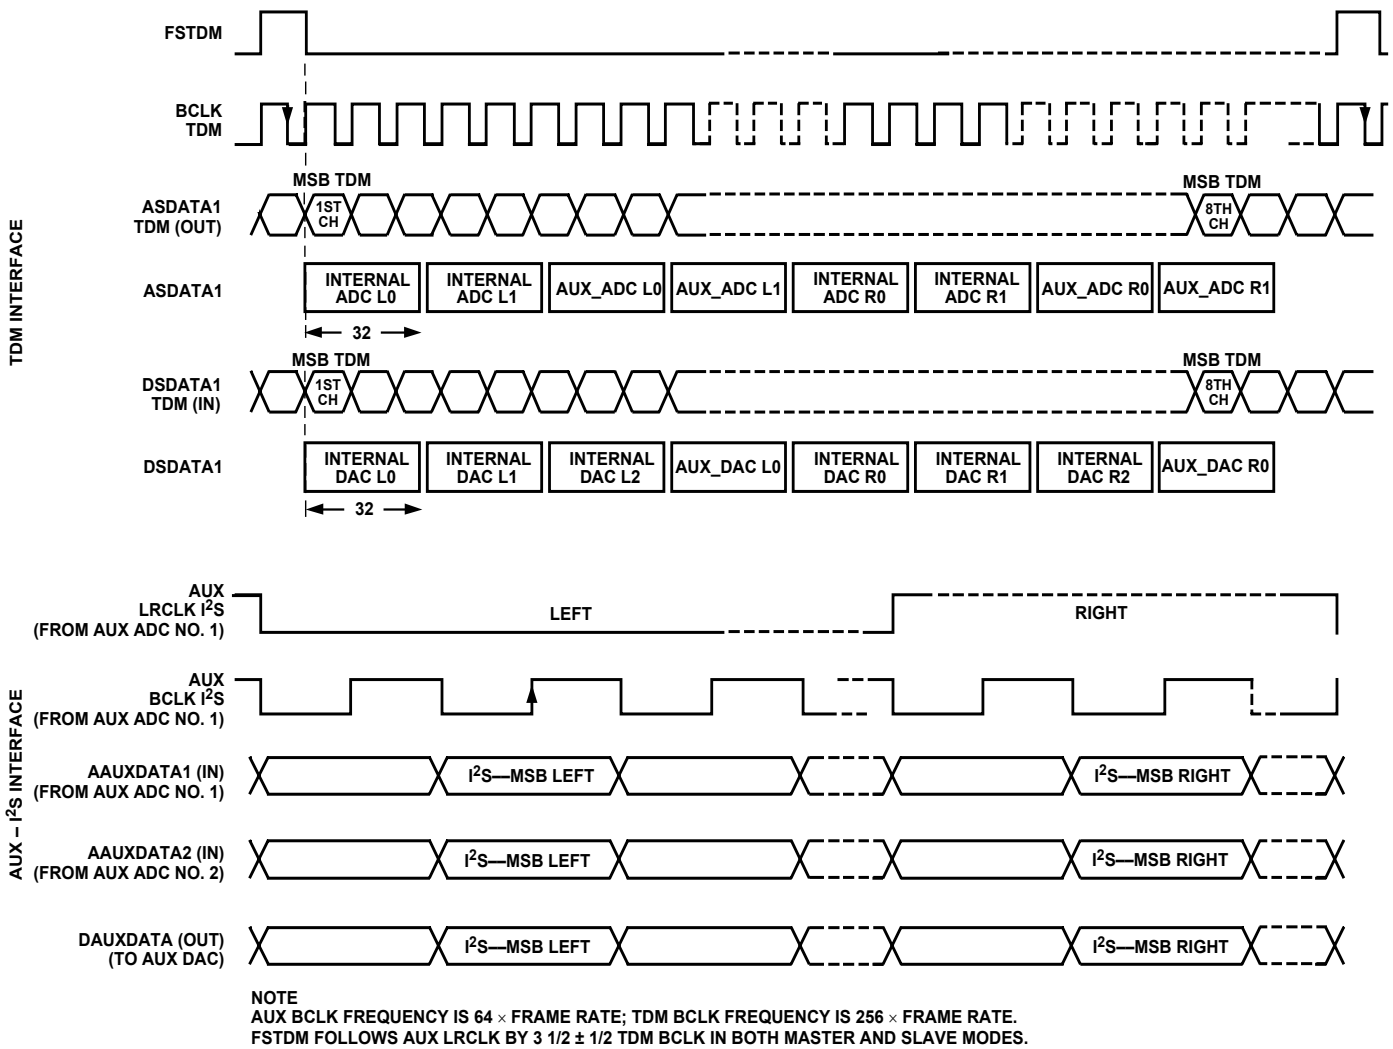 FSTDM
BCLK
TDM
MSB TDM
MSB TDM
ASDATA1
TDM (OUT)
1ST
CH
8TH
CH
TDM INTERFACE
ASDATA1
INTERNAL
ADC L0
INTERNAL
ADC L1
AUX_ADC L0
AUX_ADC L1
INTERNAL
ADC R0
INTERNAL
ADC R1
AUX_ADC R0
AUX_ADC R1
32
MSB TDM
MSB TDM
DSDATA1
TDM (IN)
1ST
CH
8TH
CH
DSDATA1
INTERNAL
DAC L0
INTERNAL
DAC L1
INTERNAL
DAC L2
AUX_DAC L0
INTERNAL
DAC R0
INTERNAL
DAC R1
INTERNAL
DAC R2
AUX_DAC R0
32
AUX
LRCLK I²S
(FROM AUX ADC NO. 1)
LEFT
RIGHT
AUX – I²S INTERFACE
AUX
BCLK I²S
(FROM AUX ADC NO. 1)
AAUXDATA1 (IN)
(FROM AUX ADC NO. 1)
I²S—MSB LEFT
I²S—MSB RIGHT
AAUXDATA2 (IN)
(FROM AUX ADC NO. 2)
I²S—MSB LEFT
I²S—MSB RIGHT
DAUXDATA (OUT)
(TO AUX DAC)
I²S—MSB LEFT
I²S—MSB RIGHT
NOTE
AUX BCLK FREQUENCY IS 64 × FRAME RATE; TDM BCLK FREQUENCY IS 256 × FRAME RATE.
FSTDM FOLLOWS AUX LRCLK BY 3 1/2 ± 1/2 TDM BCLK IN BOTH MASTER AND SLAVE MODES.